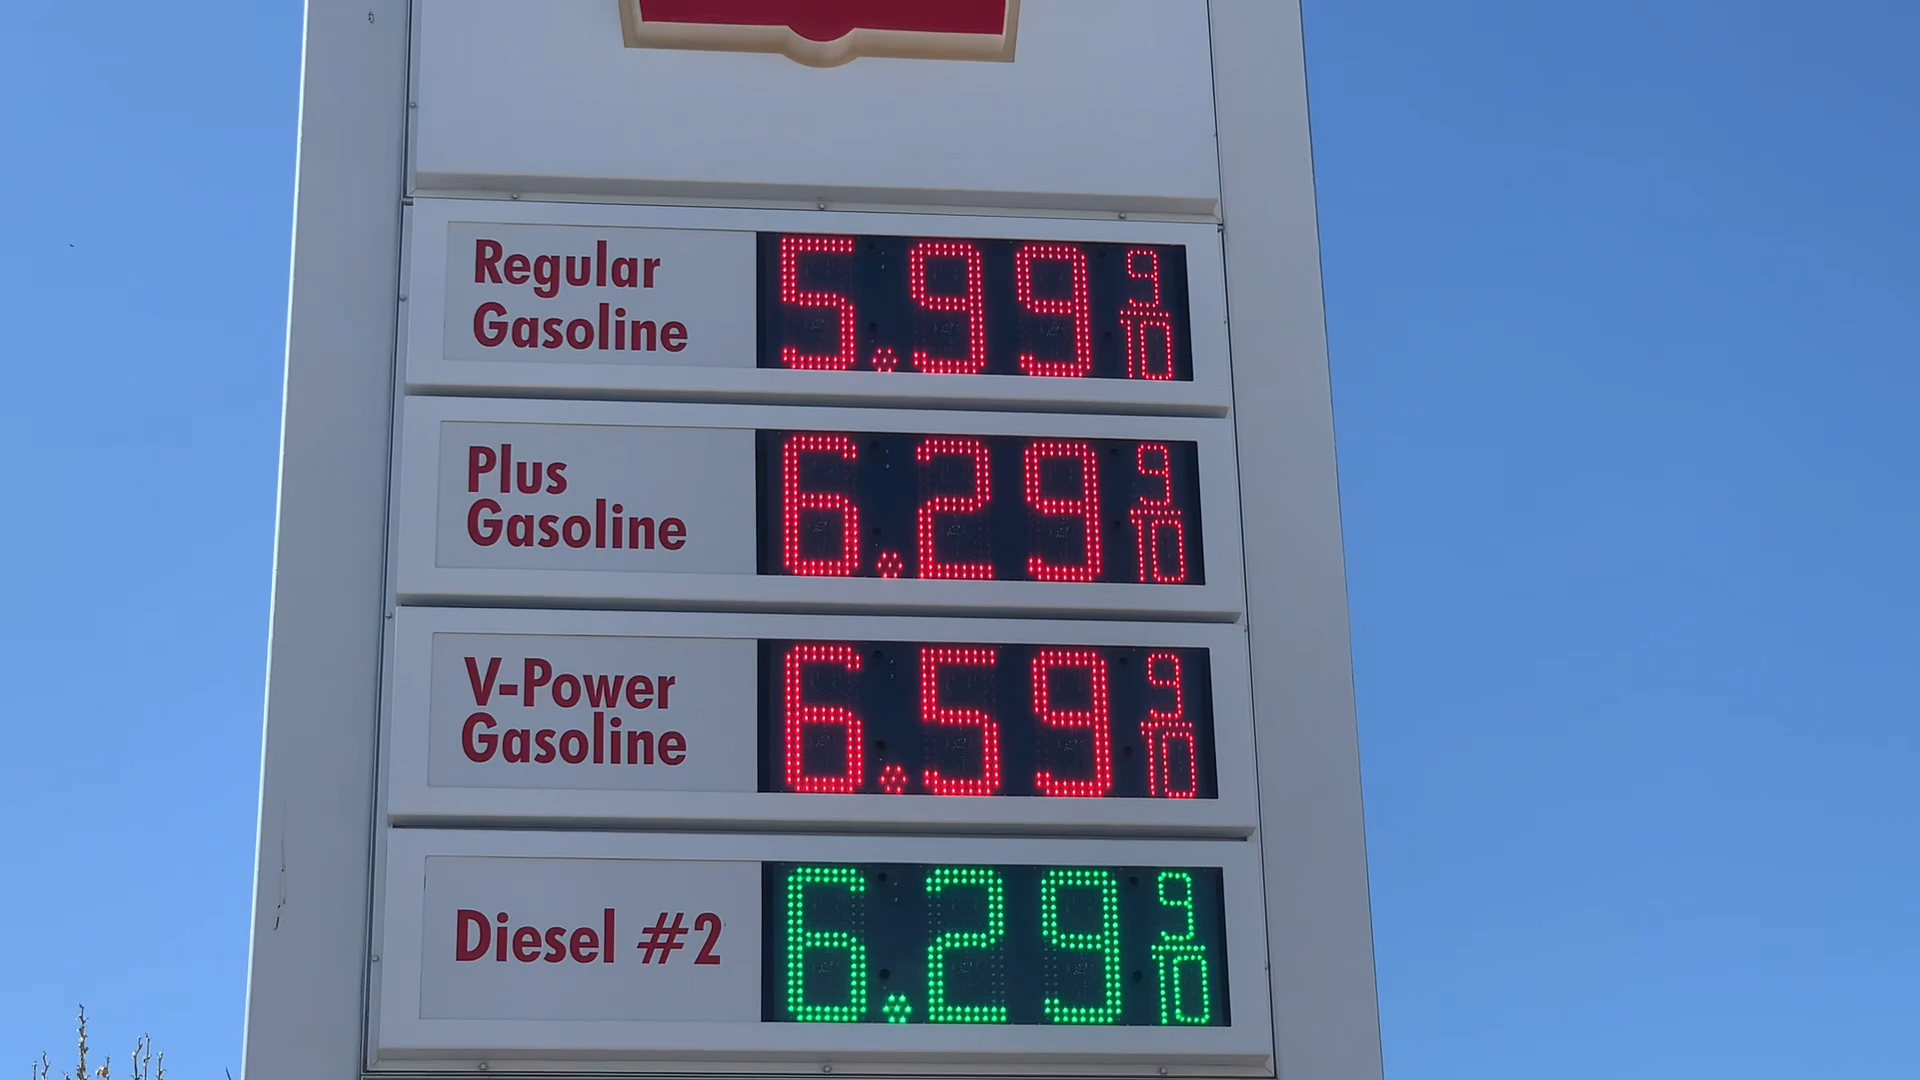 Regular
Gasoline
5.99 9/10
Plus
Gasoline
6.29 9/10
V-Power
Gasoline
6.59 9/10
Diesel #2
6.29 9/10